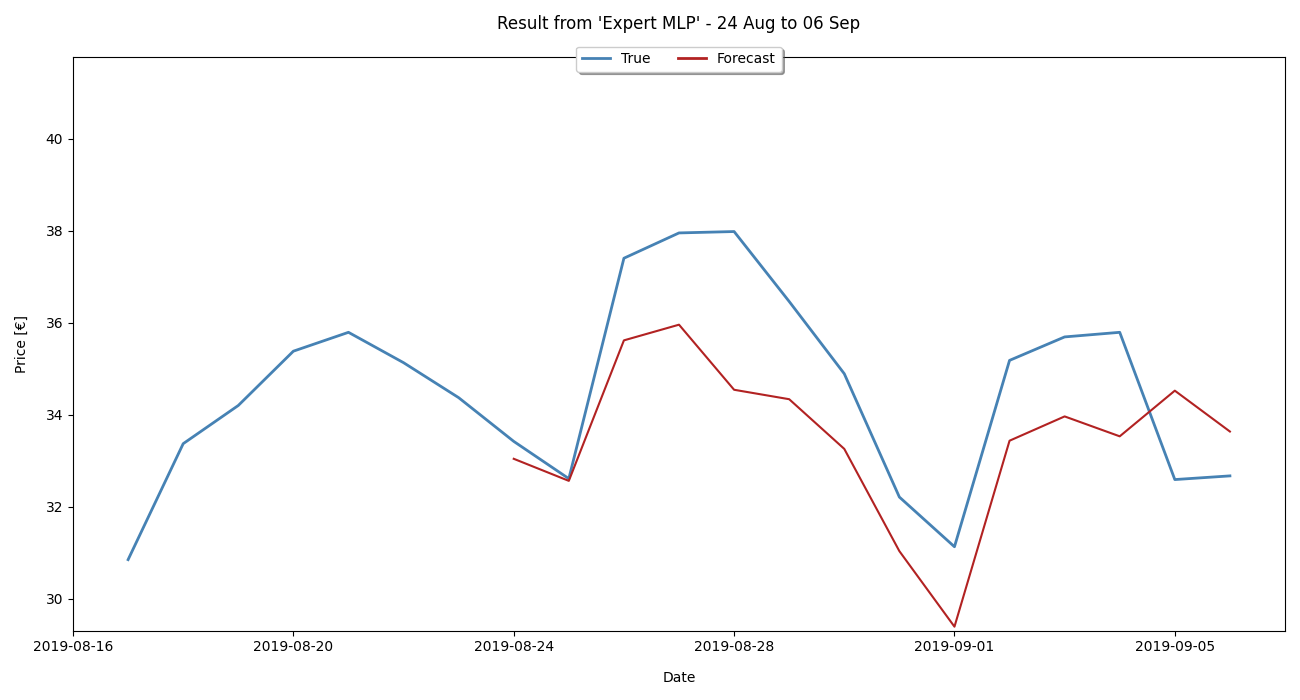 Result from 'Expert MLP' - 24 Aug to 06 Sep
True Forecast
40
38
36
34
32
30
Price [€]
2019-08-16 2019-08-20 2019-08-24 2019-08-28 2019-09-01 2019-09-05
Date